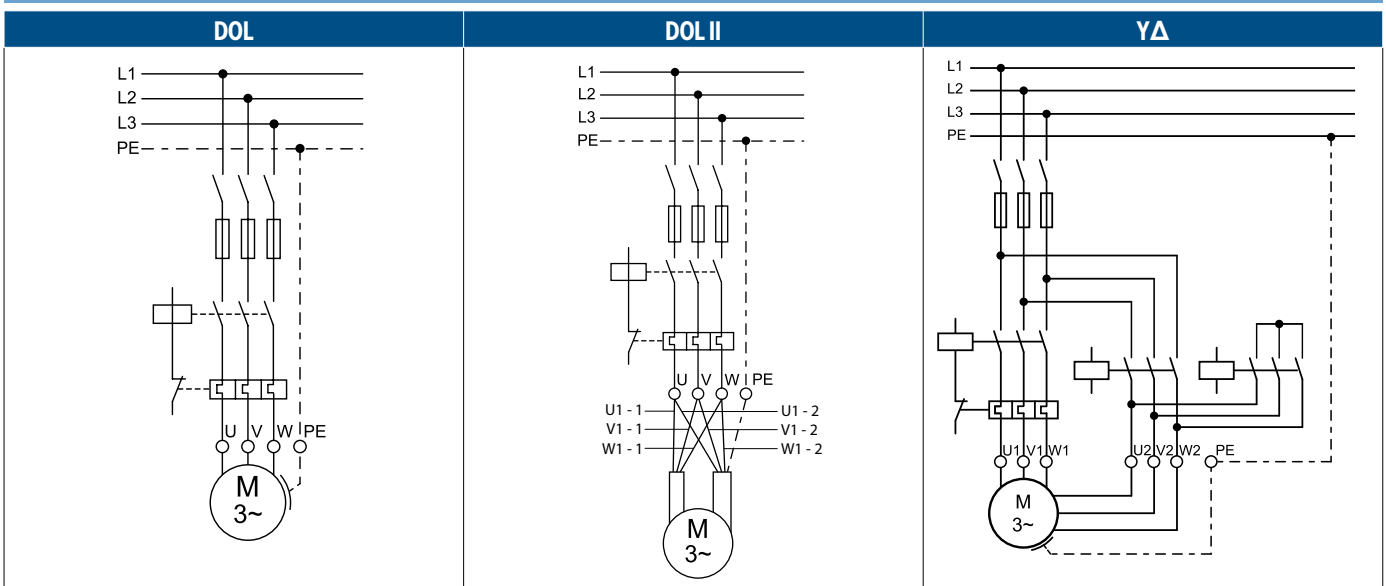 DOL
DOL II
YΔ
L1
L2
L3
PE
U V W PE
M
3~
L1
L2
L3
PE
U V W PE
U1 - 1 U1 - 2
V1 - 1 V1 - 2
W1 - 1 W1 - 2
M
3~
L1
L2
L3
PE
U1 V1 W1 U2 V2 W2 PE
M
3~